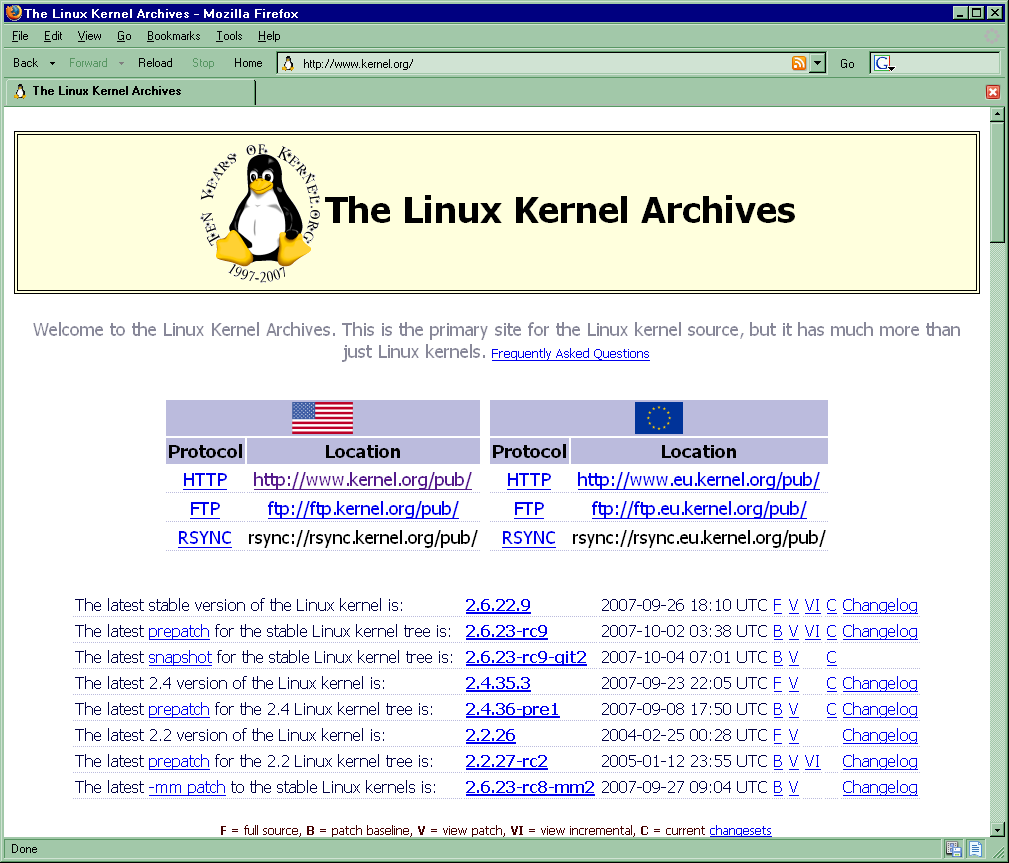 The Linux Kernel Archives - Mozilla Firefox
File Edit View Go Bookmarks Tools Help
Back Forward Reload Stop Home http://www.kernel.org/ Go G
The Linux Kernel Archives
TEN YEARS OF KERNEL.ORG
1997-2007
The Linux Kernel Archives
Welcome to the Linux Kernel Archives. This is the primary site for the Linux kernel source, but it has much more than
just Linux kernels. Frequently Asked Questions
Protocol Location Protocol Location
HTTP http://www.kernel.org/pub/ HTTP http://www.eu.kernel.org/pub/
FTP ftp://ftp.kernel.org/pub/ FTP ftp://ftp.eu.kernel.org/pub/
RSYNC rsync://rsync.kernel.org/pub/ RSYNC rsync://rsync.eu.kernel.org/pub/
The latest stable version of the Linux kernel is: 2.6.22.9 2007-09-26 18:10 UTC F V VI C Changelog
The latest prepatch for the stable Linux kernel tree is: 2.6.23-rc9 2007-10-02 03:38 UTC B V VI C Changelog
The latest snapshot for the stable Linux kernel tree is: 2.6.23-rc9-git2 2007-10-04 07:01 UTC B V C
The latest 2.4 version of the Linux kernel is: 2.4.35.3 2007-09-23 22:05 UTC F V C Changelog
The latest prepatch for the 2.4 Linux kernel tree is: 2.4.36-pre1 2007-09-08 17:50 UTC B V C Changelog
The latest 2.2 version of the Linux kernel is: 2.2.26 2004-02-25 00:28 UTC F V Changelog
The latest prepatch for the 2.2 Linux kernel tree is: 2.2.27-rc2 2005-01-12 23:55 UTC B V VI Changelog
The latest -mm patch to the stable Linux kernels is: 2.6.23-rc8-mm2 2007-09-27 09:04 UTC B V Changelog
F = full source, B = patch baseline, V = view patch, VI = view incremental, C = current changesets
Done